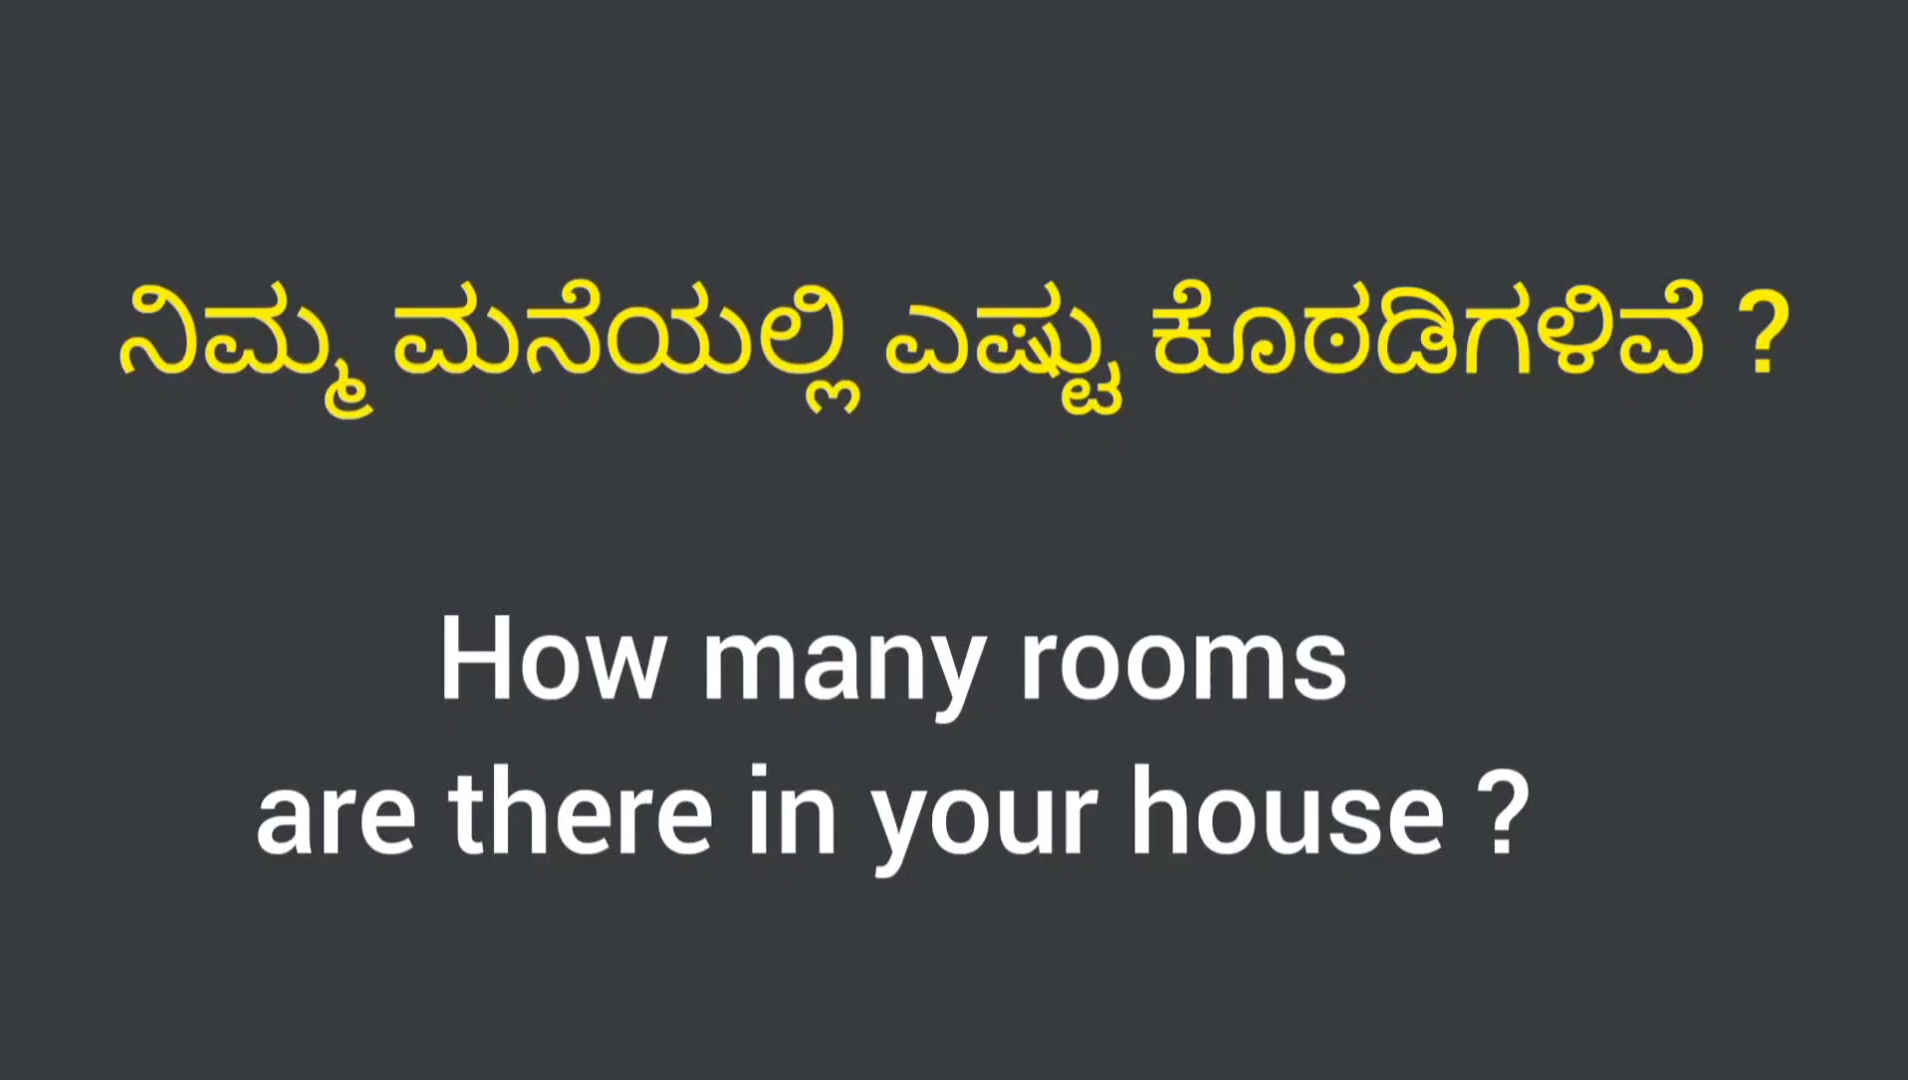 ನಿಮ್ಮ ಮನೆಯಲ್ಲಿ ಎಷ್ಟು ಕೊಠಡಿಗಳಿವೆ ?
How many rooms
are there in your house ?